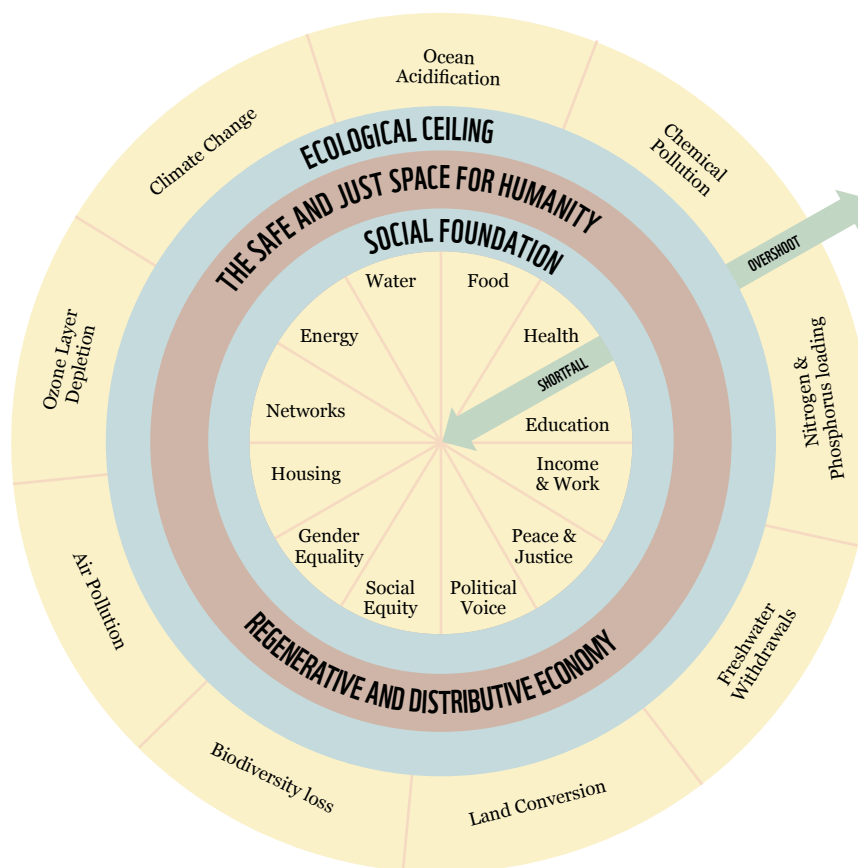 Ocean
Acidification
Climate Change
Chemical
Pollution
ECOLOGICAL CEILING
THE SAFE AND JUST SPACE FOR HUMANITY
SOCIAL FOUNDATION
OVERSHOOT
Water
Food
Energy
Health
SHORTFALL
Ozone Layer
Depletion
Nitrogen &
Phosphorus loading
Networks
Education
Housing
Income
& Work
Gender
Equality
Peace &
Justice
Social
Equity
Political
Voice
Air Pollution
Freshwater
Withdrawals
REGENERATIVE AND DISTRIBUTIVE ECONOMY
Biodiversity loss
Land Conversion